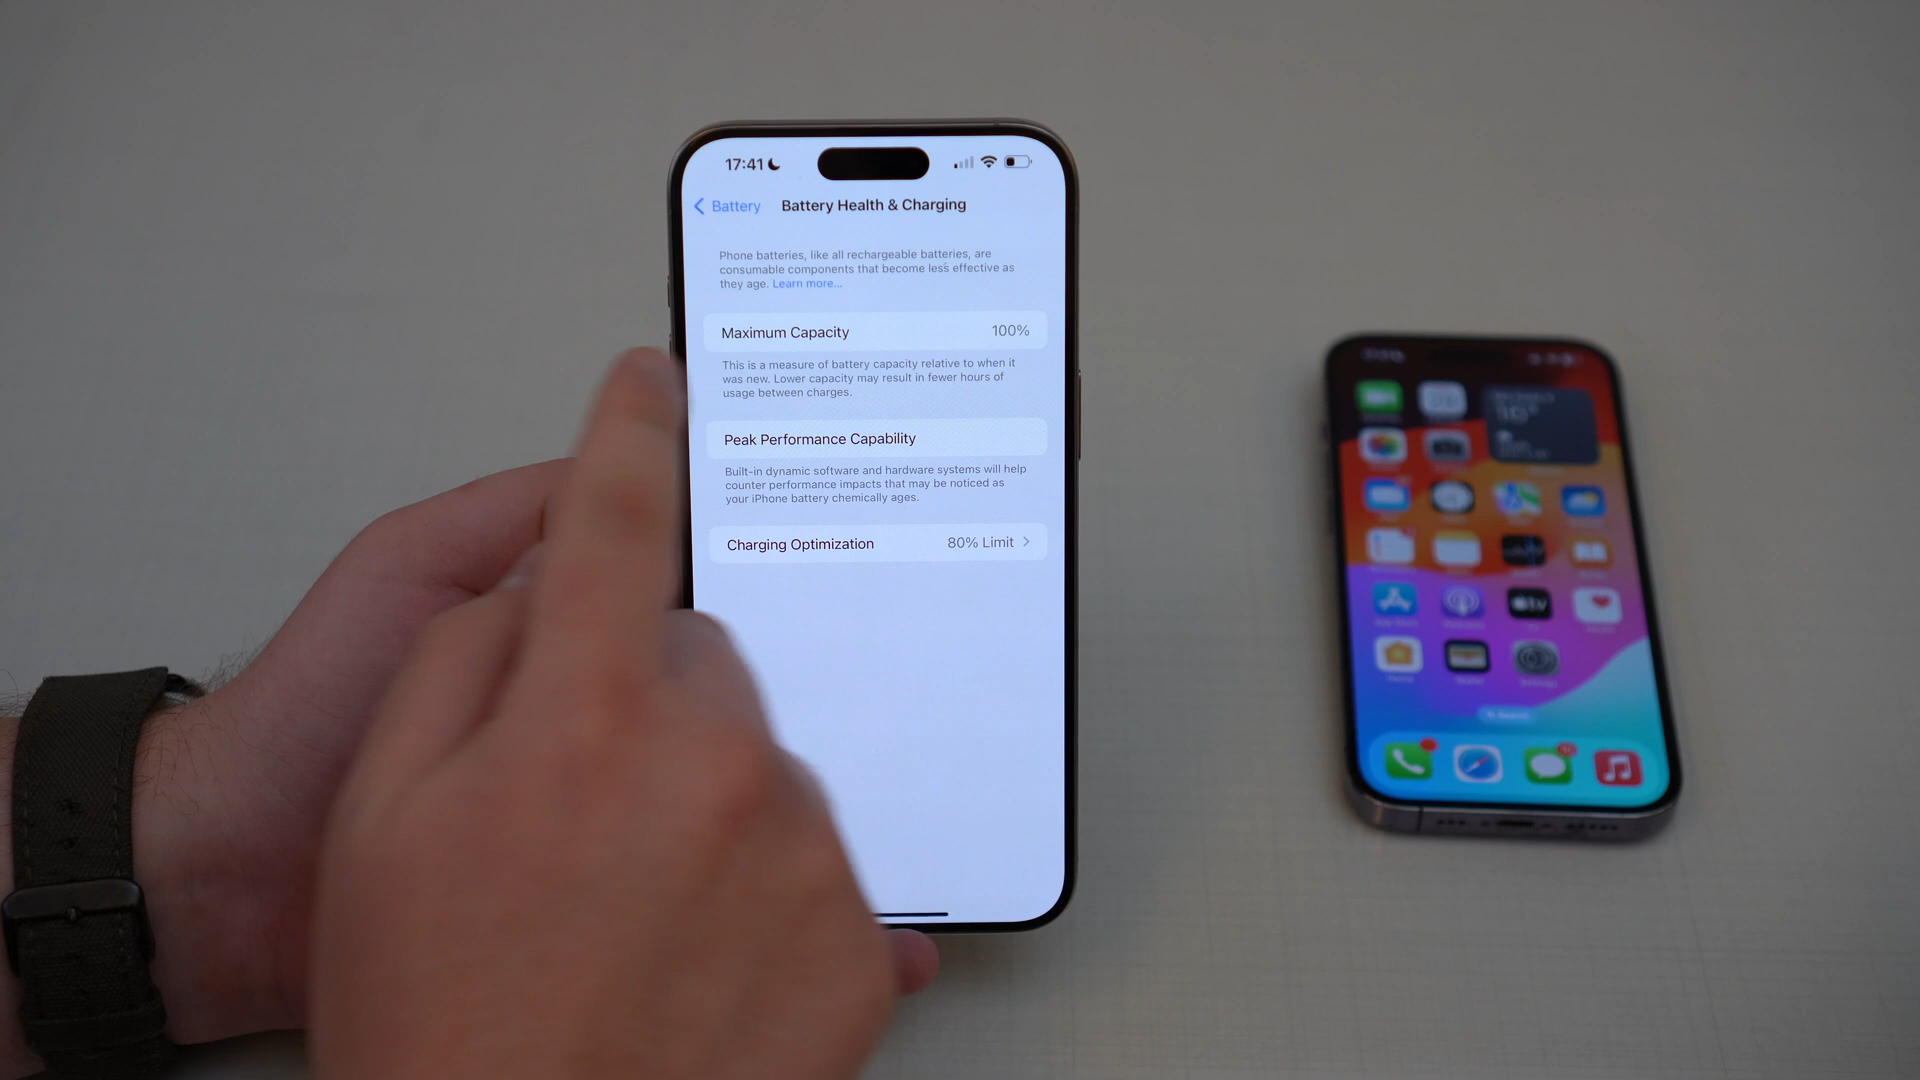 17:41
Battery
Battery Health & Charging
Phone batteries, like all rechargeable batteries, are
consumable components that become less effective as
they age. Learn more...
Maximum Capacity 100%
This is a measure of battery capacity relative to when it
was new. Lower capacity may result in fewer hours of
usage between charges.
Peak Performance Capability
Built-in dynamic software and hardware systems will help
counter performance impacts that may be noticed as
your iPhone battery chemically ages.
Charging Optimization 80% Limit
tv